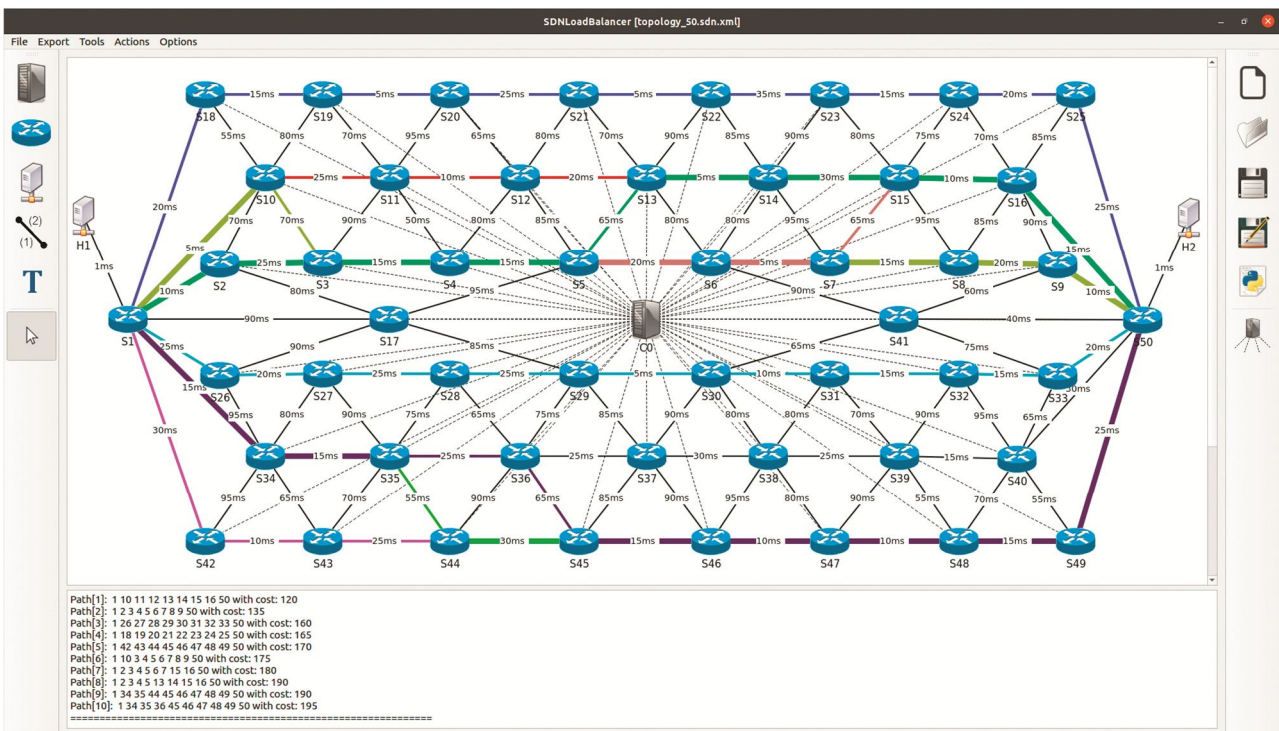 SDNLoadBalancer [topology_50.sdn.xml]
File Export Tools Actions Options
15ms 5ms 25ms 5ms 35ms 15ms 20ms
S18 S19 S20 S21 S22 S23 S24 S25
55ms 80ms 70ms 95ms 65ms 80ms 70ms 90ms 85ms 90ms 80ms 75ms 70ms 85ms
25ms 10ms 20ms 5ms 30ms 10ms
S10 S11 S12 S13 S14 S15 S16
20ms 25ms
(2)
(1)
H1 H2
T
70ms 70ms 90ms 50ms 80ms 85ms 65ms 80ms 80ms 95ms 65ms 95ms 85ms 90ms
5ms 15ms
1ms 1ms
25ms 15ms 15ms 20ms 5ms 15ms 20ms
S2 S3 S4 S5 S6 S7 S8 S9
10ms 80ms 95ms 90ms 60ms 10ms
90ms 40ms
S1 S17 C0 S41 S50
25ms 90ms 85ms 65ms 75ms 20ms
20ms 25ms 25ms 5ms 10ms 15ms 15ms
15ms 30ms
S26 S27 S28 S29 S30 S31 S32 S33
95ms 80ms 90ms 75ms 65ms 75ms 85ms 90ms 80ms 80ms 70ms 90ms 95ms 65ms
30ms 25ms
15ms 25ms 25ms 30ms 25ms 15ms
S34 S35 S36 S37 S38 S39 S40
95ms 65ms 70ms 55ms 90ms 65ms 85ms 90ms 95ms 80ms 90ms 55ms 70ms 55ms
10ms 25ms 30ms 15ms 10ms 10ms 15ms
S42 S43 S44 S45 S46 S47 S48 S49
Path[1]: 1 10 11 12 13 14 15 16 50 with cost: 120
Path[2]: 1 2 3 4 5 6 7 8 9 50 with cost: 135
Path[3]: 1 26 27 28 29 30 31 32 33 50 with cost: 160
Path[4]: 1 18 19 20 21 22 23 24 25 50 with cost: 165
Path[5]: 1 42 43 44 45 46 47 48 49 50 with cost: 170
Path[6]: 1 10 3 4 5 6 7 8 9 50 with cost: 175
Path[7]: 1 2 3 4 5 6 7 15 16 50 with cost: 180
Path[8]: 1 2 3 4 5 13 14 15 16 50 with cost: 190
Path[9]: 1 34 35 44 45 46 47 48 49 50 with cost: 190
Path[10]: 1 34 35 36 45 46 47 48 49 50 with cost: 195
==============================================================